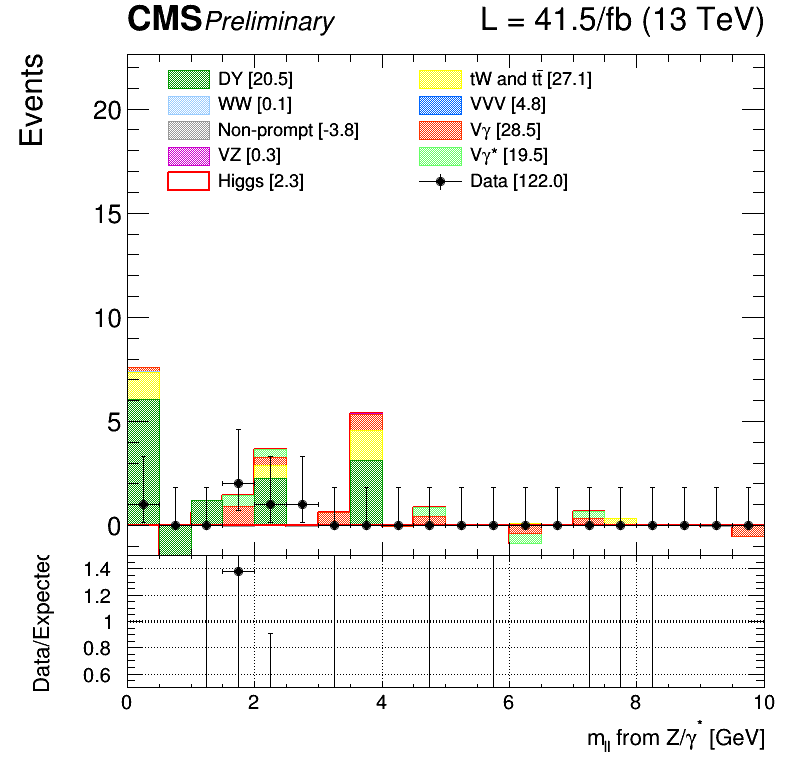 CMS Preliminary L = 41.5/fb (13 TeV)
Events
DY [20.5] tW and tt̄ [27.1]
WW [0.1] VVV [4.8]
Non-prompt [-3.8] Vγ [28.5]
VZ [0.3] Vγ* [19.5]
Higgs [2.3] Data [122.0]
20
15
10
5
0
Data/Expected
1.4
1.2
1
0.8
0.6
0 2 4 6 8 10
m_ll from Z/γ* [GeV]